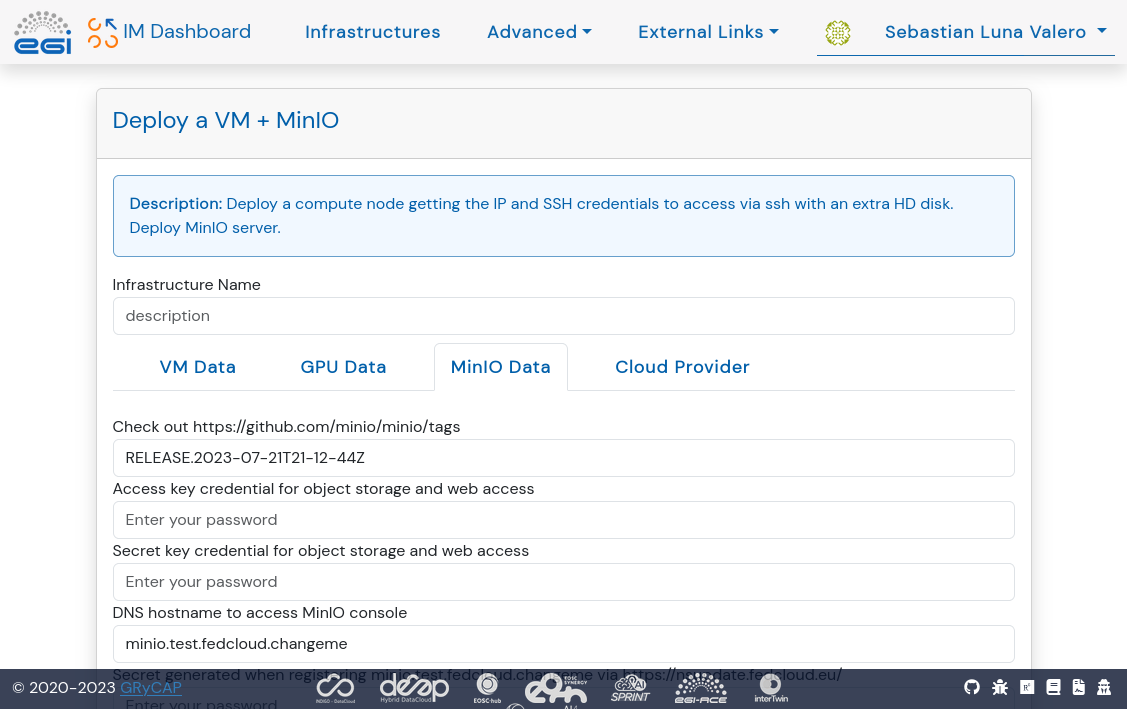 egi
IM Dashboard
Infrastructures
Advanced
External Links
Sebastian Luna Valero
Deploy a VM + MinIO
Description: Deploy a compute node getting the IP and SSH credentials to access via ssh with an extra HD disk.
Deploy MinIO server.
Infrastructure Name
description
VM Data
GPU Data
MinIO Data
Cloud Provider
Check out https://github.com/minio/minio/tags
RELEASE.2023-07-21T21-12-44Z
Access key credential for object storage and web access
Enter your password
Secret key credential for object storage and web access
Enter your password
DNS hostname to access MinIO console
minio.test.fedcloud.changeme
Secret generated when registering minio.test.fedcloud.changeme via https://nsupdate.fedcloud.eu/
Enter your password
© 2020-2023 GRyCAP
INDIGO - DataCloud
deep
Hybrid DataCloud
EOSC-hub
EOSC
SYNERGY
SPRINT
EGI-ACE
interTwin